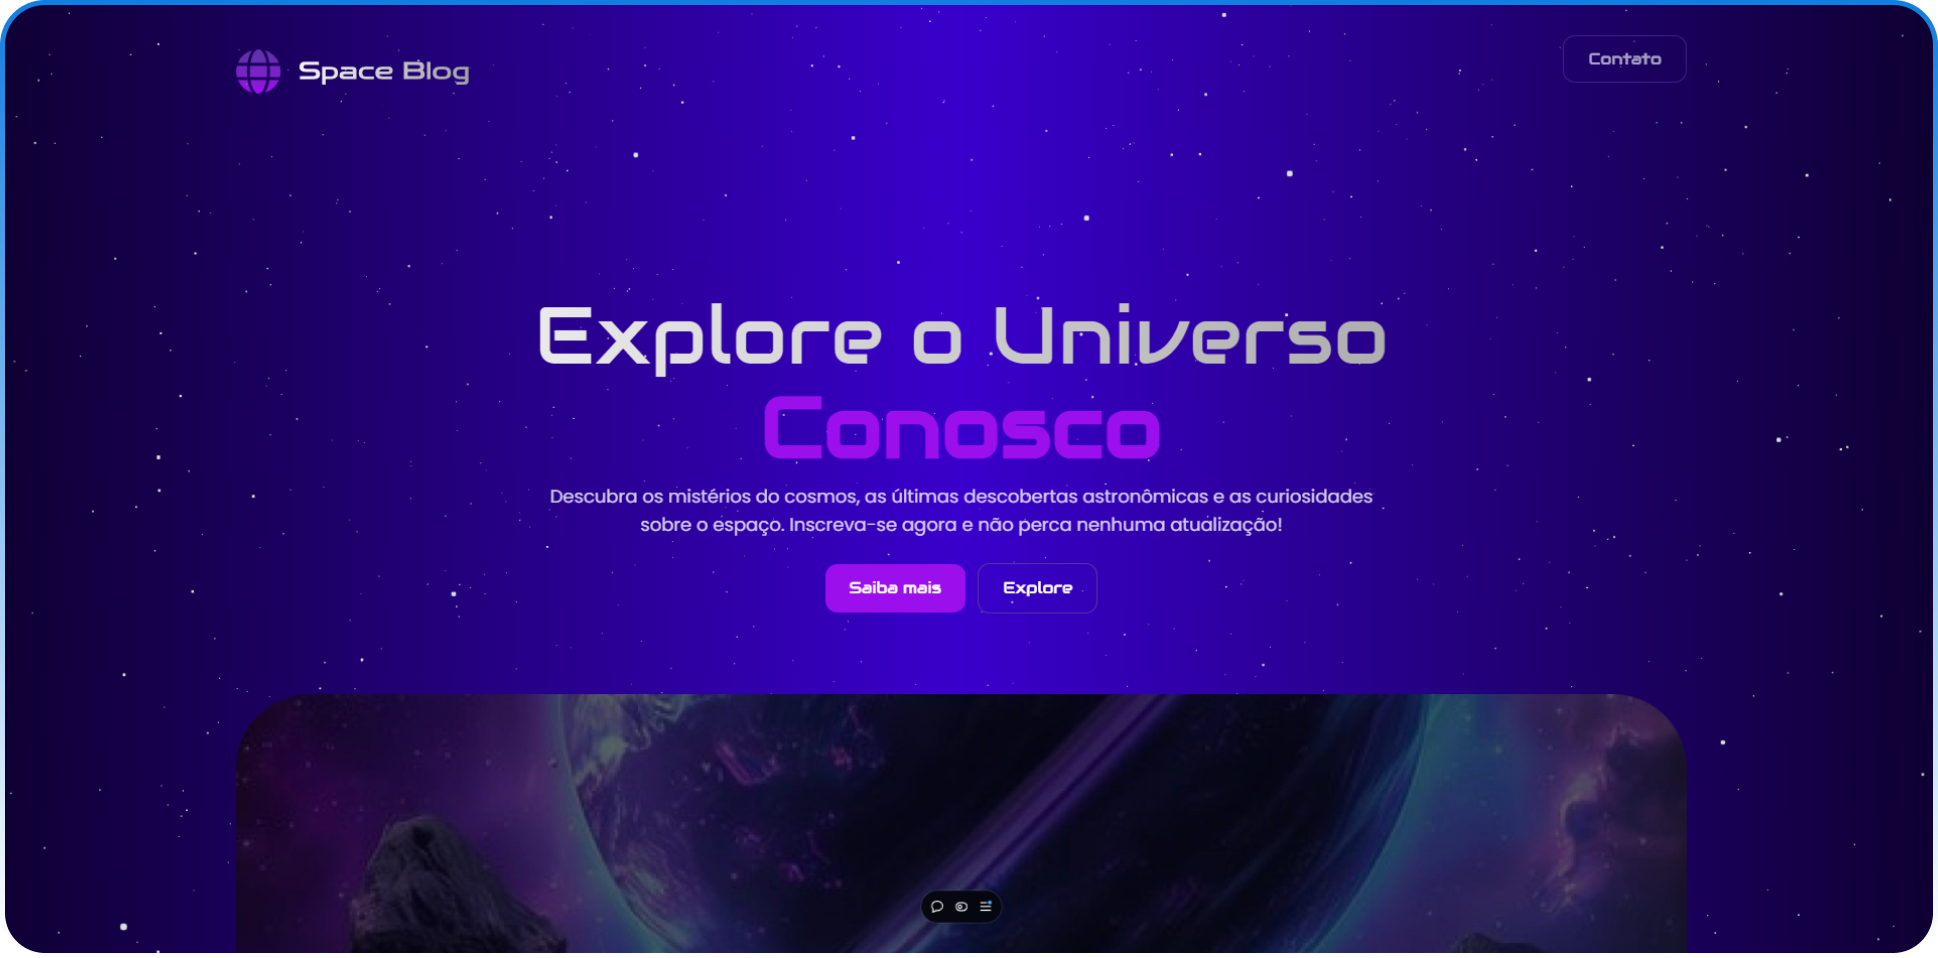 Space Blog
Contato
Explore o Universo
Conosco
Descubra os mistérios do cosmos, as últimas descobertas astronômicas e as curiosidades
sobre o espaço. Inscreva-se agora e não perca nenhuma atualização!
Saiba mais
Explore